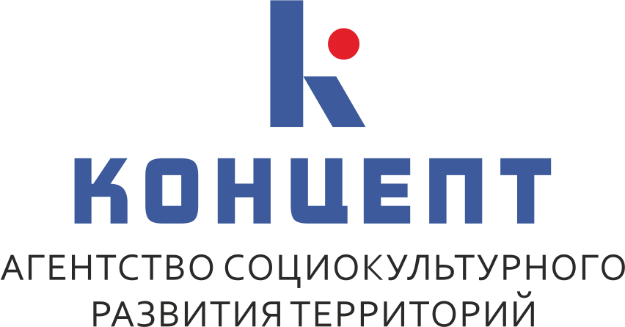 К
КОНЦЕПТ
АГЕНТСТВО СОЦИОКУЛЬТУРНОГО
РАЗВИТИЯ ТЕРРИТОРИЙ